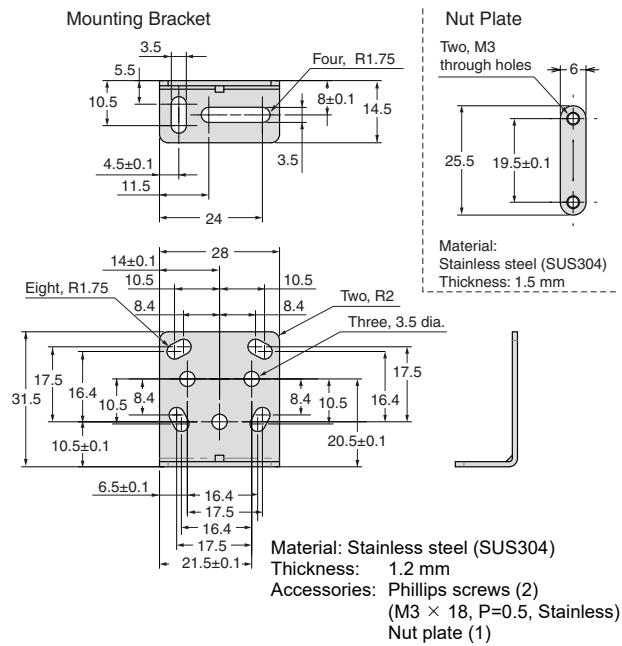 Mounting Bracket
3.5
5.5
10.5
4.5±0.1
11.5
24
Four, R1.75
8±0.1
14.5
3.5
Nut Plate
Two, M3
through holes
6
25.5
19.5±0.1
Material:
Stainless steel (SUS304)
Thickness: 1.5 mm
28
14±0.1
10.5
10.5
Eight, R1.75
8.4
8.4
Two, R2
Three, 3.5 dia.
31.5
17.5
16.4
10.5
8.4
10.5±0.1
8.4
10.5
16.4
17.5
20.5±0.1
6.5±0.1
16.4
17.5
16.4
17.5
21.5±0.1
Material: Stainless steel (SUS304)
Thickness: 1.2 mm
Accessories: Phillips screws (2)
(M3 × 18, P=0.5, Stainless)
Nut plate (1)